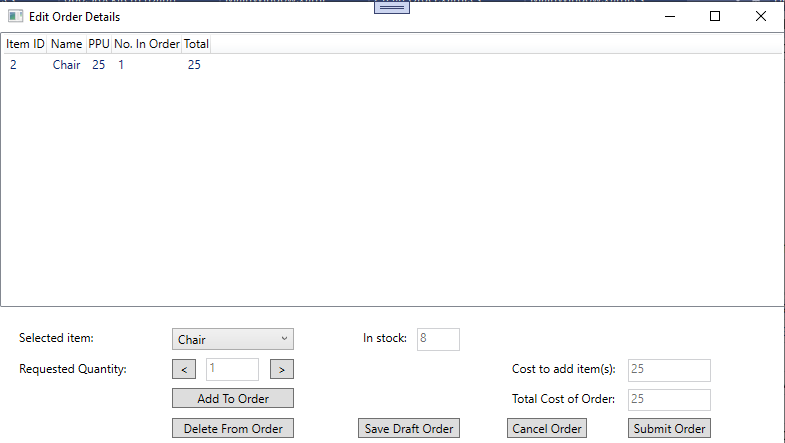 Edit Order Details
Item ID Name PPU No. In Order Total
2 Chair 25 1 25
Selected item: Chair In stock: 8
Requested Quantity: < 1 > Cost to add item(s): 25
Add To Order Total Cost of Order: 25
Delete From Order Save Draft Order Cancel Order Submit Order